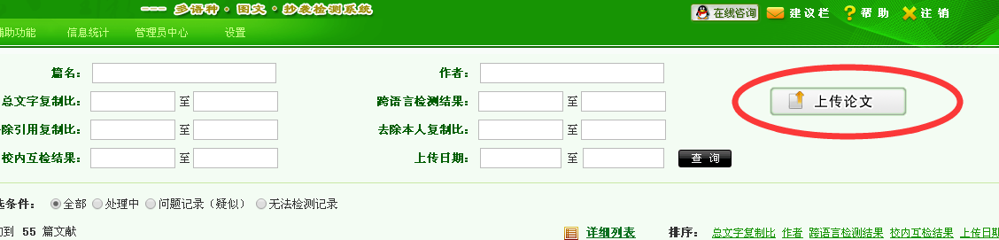 --- 多语种·图文·抄袭检测系统
在线咨询 建议栏 帮助 注销
辅助功能 信息统计 管理员中心 设置
篇名： 作者：
上传论文
总文字复制比： 至 跨语言检测结果： 至
除引用复制比： 至 去除本人复制比： 至
校内互检结果： 至 上传日期： 至 查 询
选条件： 全部 处理中 问题记录（疑似） 无法检测记录
到 55 篇文献 详细列表 排序： 总文字复制比 作者 跨语言检测结果 校内互检结果 上传日期